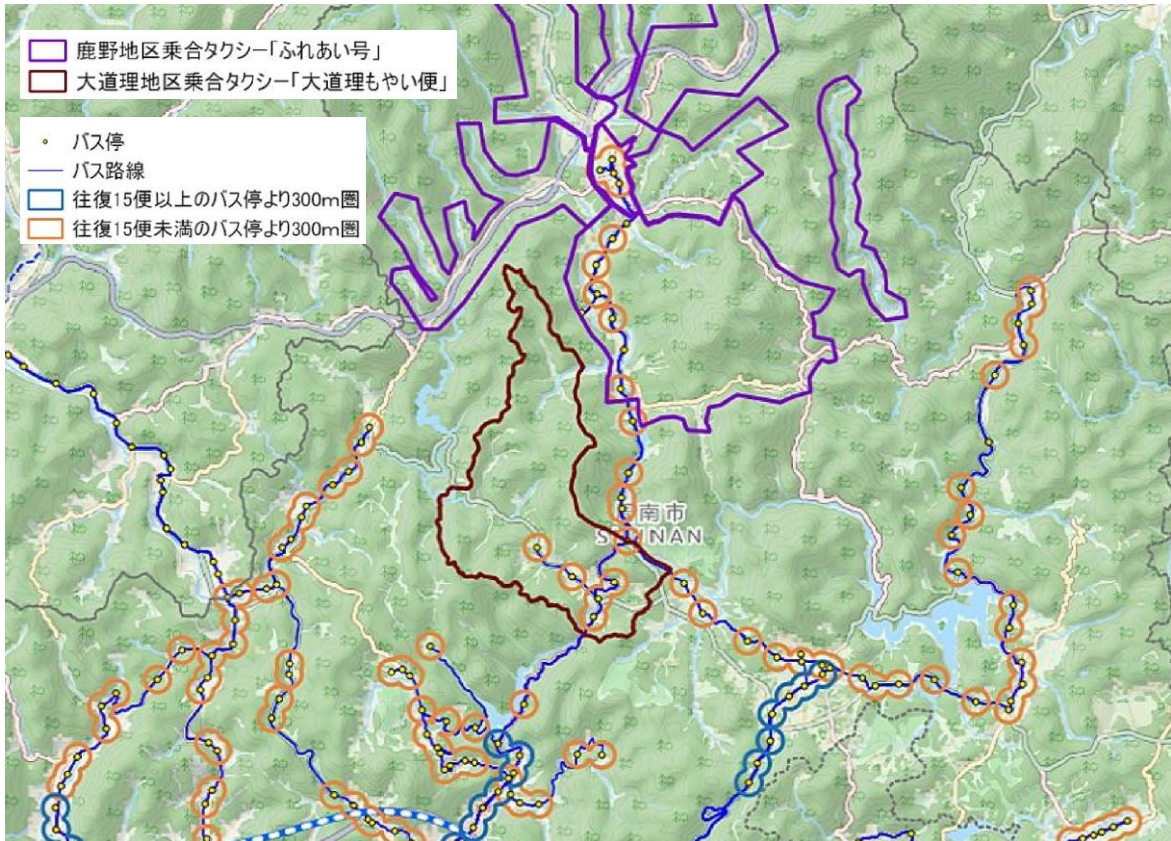 鹿野地区乗合タクシー「ふれあい号」
大道理地区乗合タクシー「大道理もやい便」
バス停
バス路線
往復15便以上のバス停より300m圏
往復15便未満のバス停より300m圏
南市